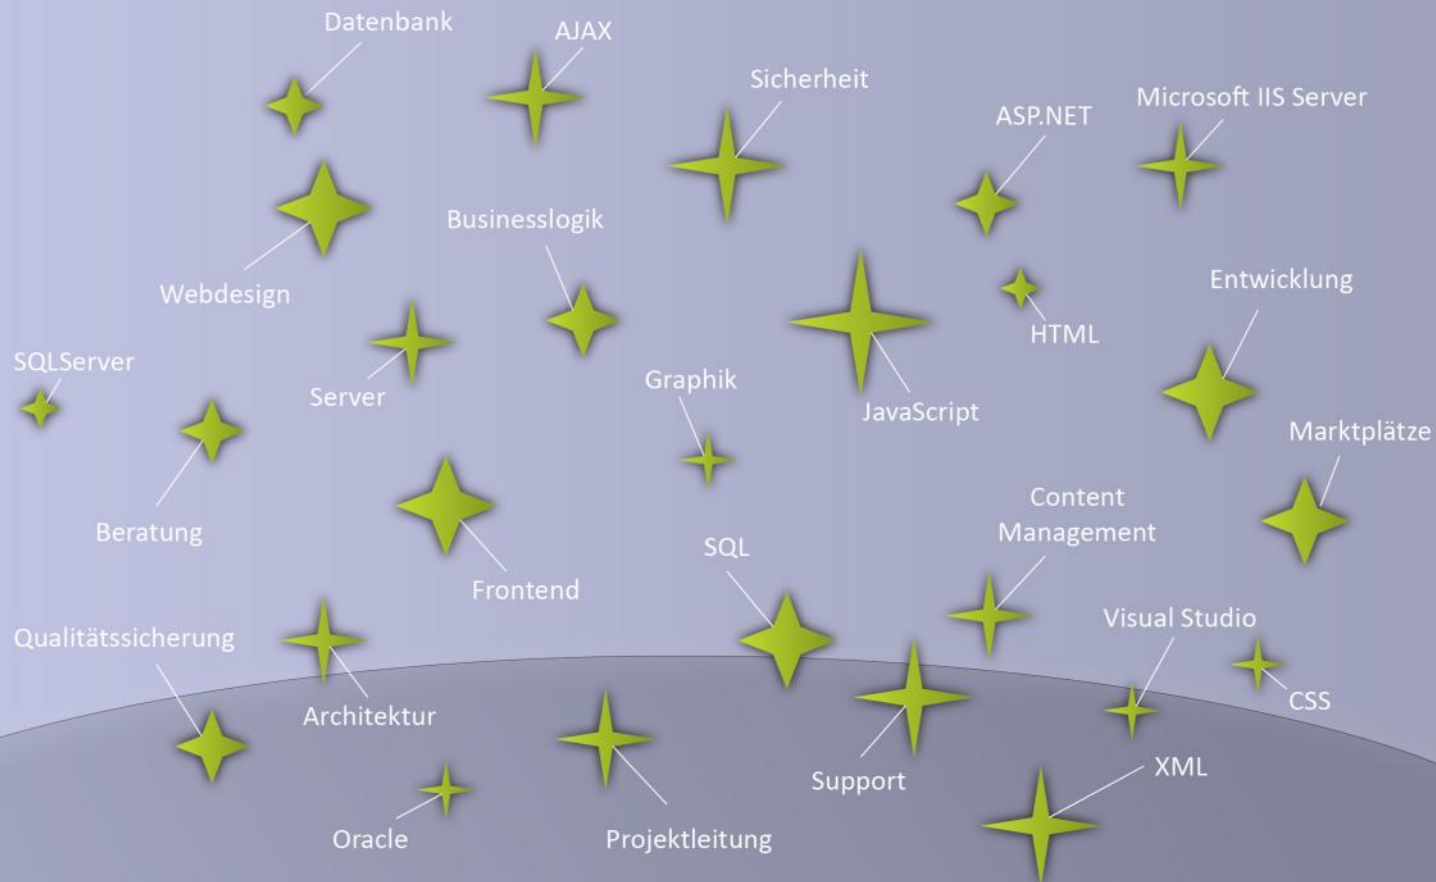 Datenbank
AJAX
Sicherheit
Microsoft IIS Server
ASP.NET
Businesslogik
Webdesign
Entwicklung
HTML
SQLServer
Server
Graphik
JavaScript
Marktplätze
Beratung
Content
Management
SQL
Frontend
Visual Studio
Qualitätssicherung
CSS
Architektur
XML
Support
Oracle
Projektleitung